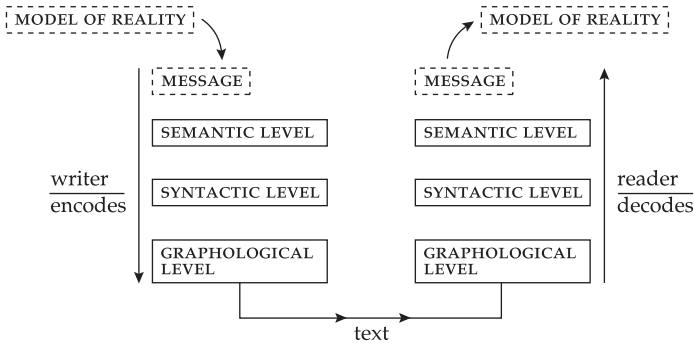 MODEL OF REALITY
MESSAGE
SEMANTIC LEVEL
SYNTACTIC LEVEL
GRAPHOLOGICAL
LEVEL
writer
encodes
text
MODEL OF REALITY
MESSAGE
SEMANTIC LEVEL
SYNTACTIC LEVEL
GRAPHOLOGICAL
LEVEL
reader
decodes